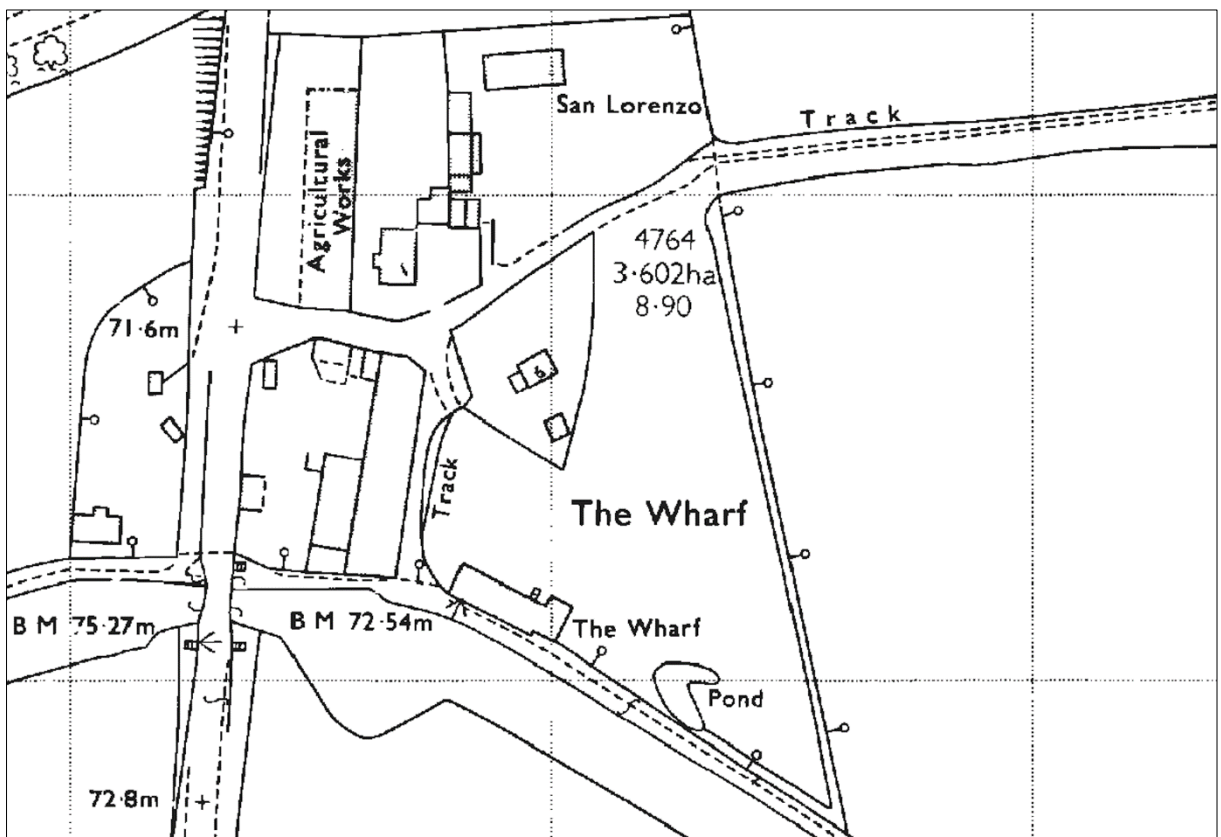 San Lorenzo
Track
Agricultural
Works
4764
3·602ha
8·90
71·6m
6
Track
The Wharf
B M 75·27m
B M 72·54m
The Wharf
Pond
72·8m